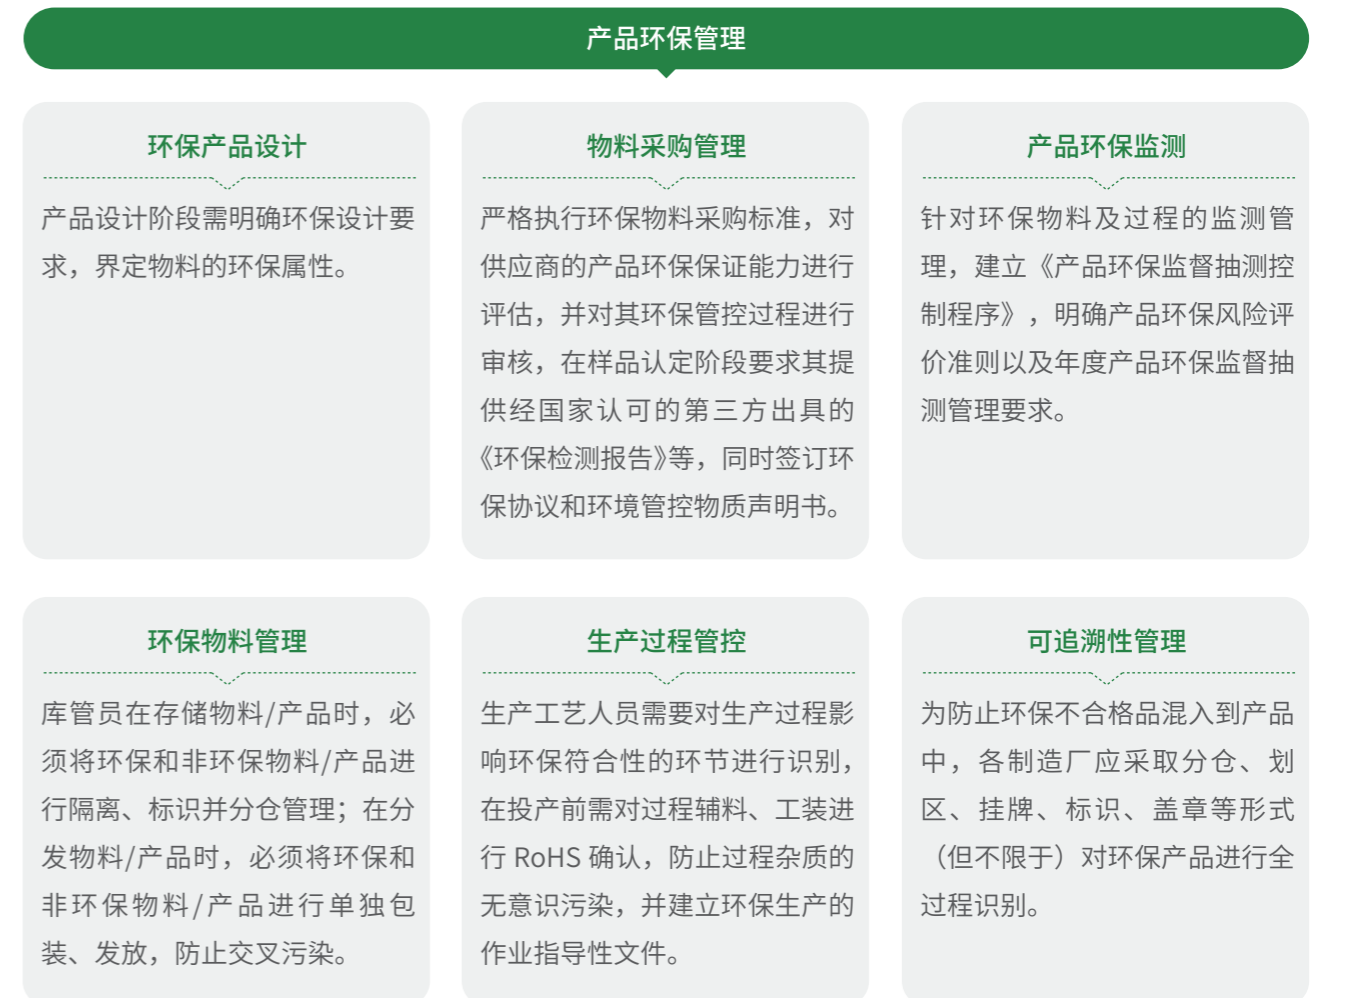 产品环保管理
环保产品设计
产品设计阶段需明确环保设计要
求，界定物料的环保属性。
物料采购管理
严格执行环保物料采购标准，对
供应商的产品环保保证能力进行
评估，并对其环保管控过程进行
审核，在样品认定阶段要求其提
供经国家认可的第三方出具的
《环保检测报告》等，同时签订环
保协议和环境管控物质声明书。
产品环保监测
针对环保物料及过程的监测管
理，建立《产品环保监督抽测控
制程序》，明确产品环保风险评
价准则以及年度产品环保监督抽
测管理要求。
环保物料管理
库管员在存储物料/产品时，必
须将环保和非环保物料/产品进
行隔离、标识并分仓管理；在分
发物料/产品时，必须将环保和
非环保物料/产品进行单独包
装、发放，防止交叉污染。
生产过程管控
生产工艺人员需要对生产过程影
响环保符合性的环节进行识别，
在投产前需对过程辅料、工装进
行 RoHS 确认，防止过程杂质的
无意识污染，并建立环保生产的
作业指导性文件。
可追溯性管理
为防止环保不合格品混入到产品
中，各制造厂应采取分仓、划
区、挂牌、标识、盖章等形式
（但不限于）对环保产品进行全
过程识别。